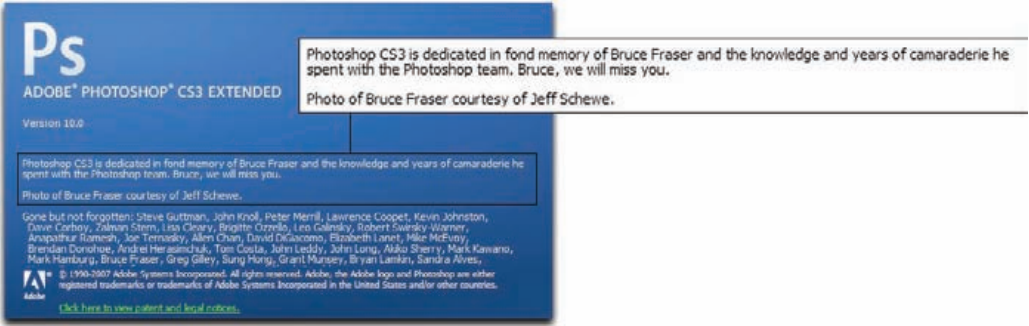 Ps
ADOBE® PHOTOSHOP® CS3 EXTENDED
Version 10.0
Photoshop CS3 is dedicated in fond memory of Bruce Fraser and the knowledge and years of camaraderie he
spent with the Photoshop team. Bruce, we will miss you.
Photo of Bruce Fraser courtesy of Jeff Schewe.
Photoshop CS3 is dedicated in fond memory of Bruce Fraser and the knowledge and years of camaraderie he
spent with the Photoshop team. Bruce, we will miss you.
Photo of Bruce Fraser courtesy of Jeff Schewe.
Gone but not forgotten: Steve Guttman, John Knoll, Peter Merril, Lawrence Coopet, Kevin Johnston,
Dave Corboy, Zalman Stern, Lisa Cleary, Brigitte Ozzello, Leo Galinsky, Robert Swirsky-Warner,
Anapathur Ramesh, Joe Ternasky, Allen Chan, David DiGiacomo, Elizabeth Lanet, Mike McEvoy,
Brendan Donohoe, Andrei Herasimchuk, Tom Costa, John Leddy, John Long, Akiko Sherry, Mark Kawano,
Mark Hamburg, Bruce Fraser, Greg Gilley, Sung Hong, Grant Munsey, Bryan Lamkin, Sandra Alves,
© 1990-2007 Adobe Systems Incorporated. All rights reserved. Adobe, the Adobe logo and Photoshop are either
registered trademarks or trademarks of Adobe Systems Incorporated in the United States and/or other countries.
Adobe
Click here to view patent and legal notices.